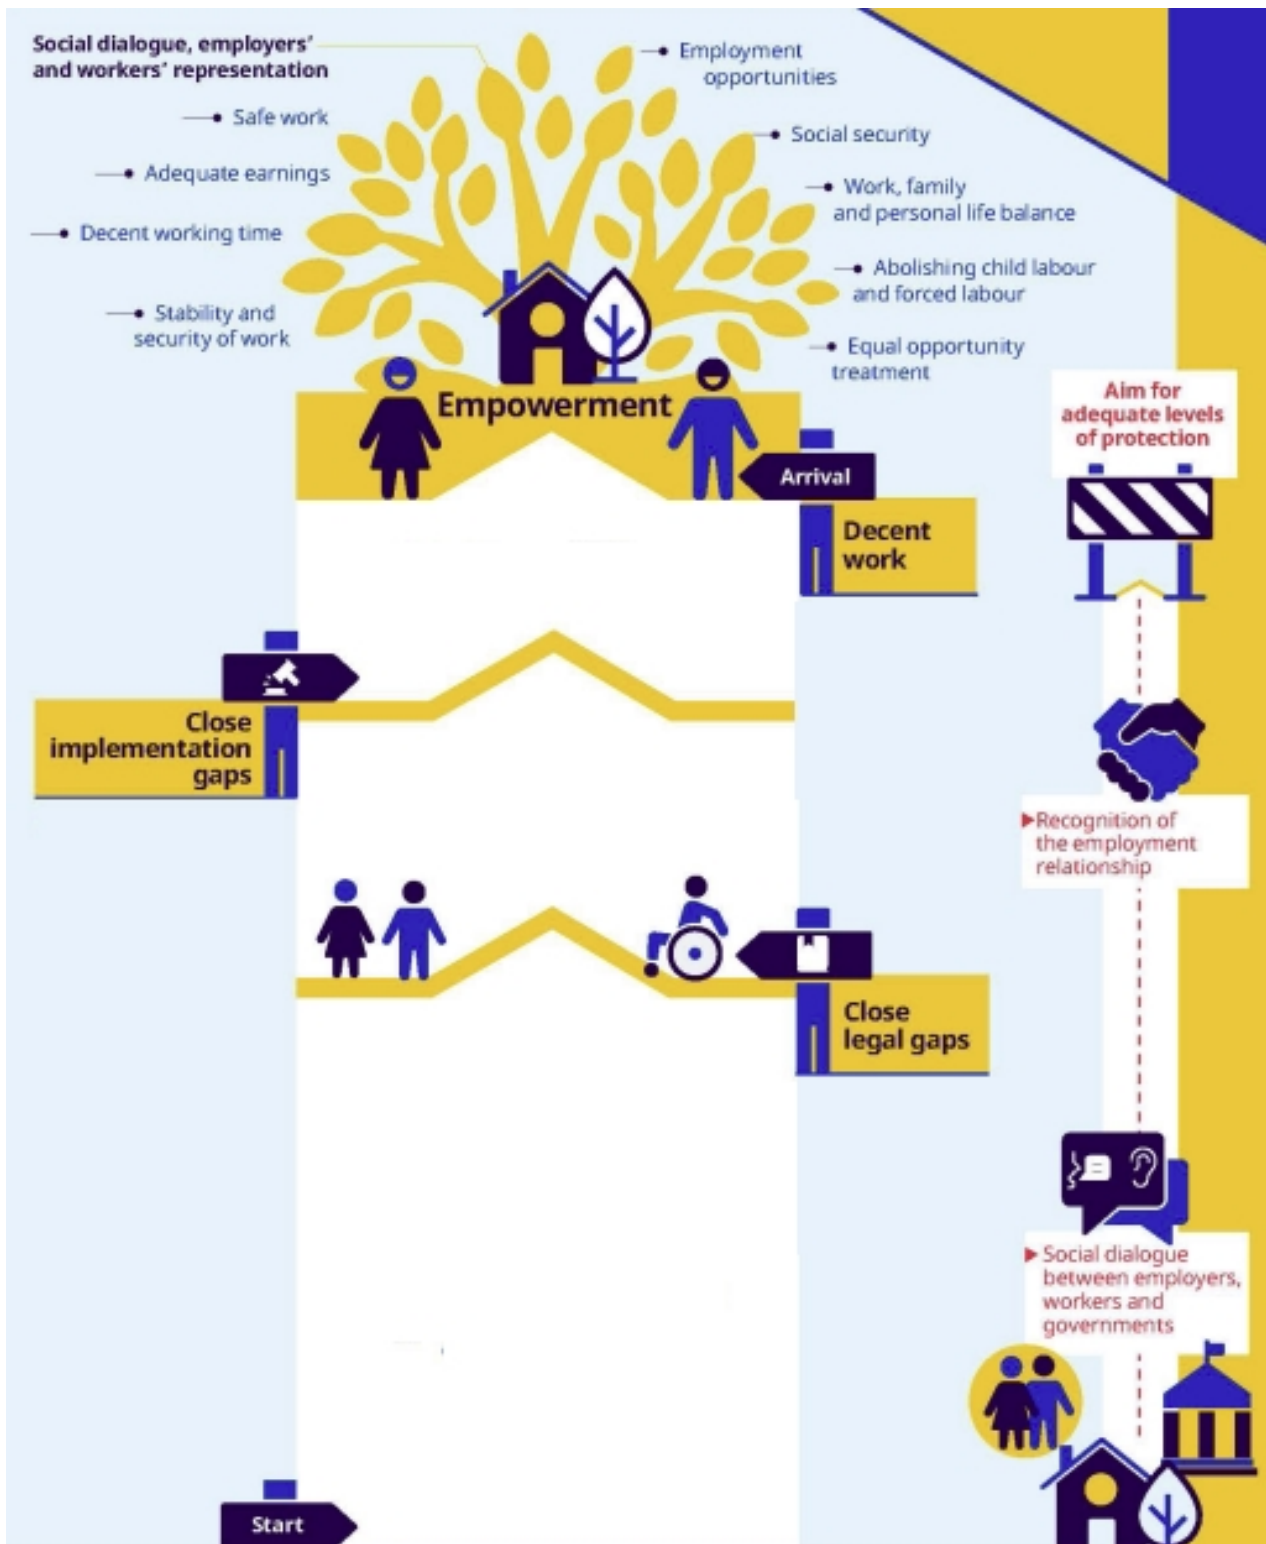 Social dialogue, employers’
and workers’ representation
Safe work
Adequate earnings
Decent working time
Stability and
security of work
Employment
opportunities
Social security
Work, family
and personal life balance
Abolishing child labour
and forced labour
Equal opportunity
treatment
Empowerment
Arrival
Decent
work
Close
implementation
gaps
Close
legal gaps
Start
Aim for
adequate levels
of protection
Recognition of
the employment
relationship
Social dialogue
between employers,
workers and
governments